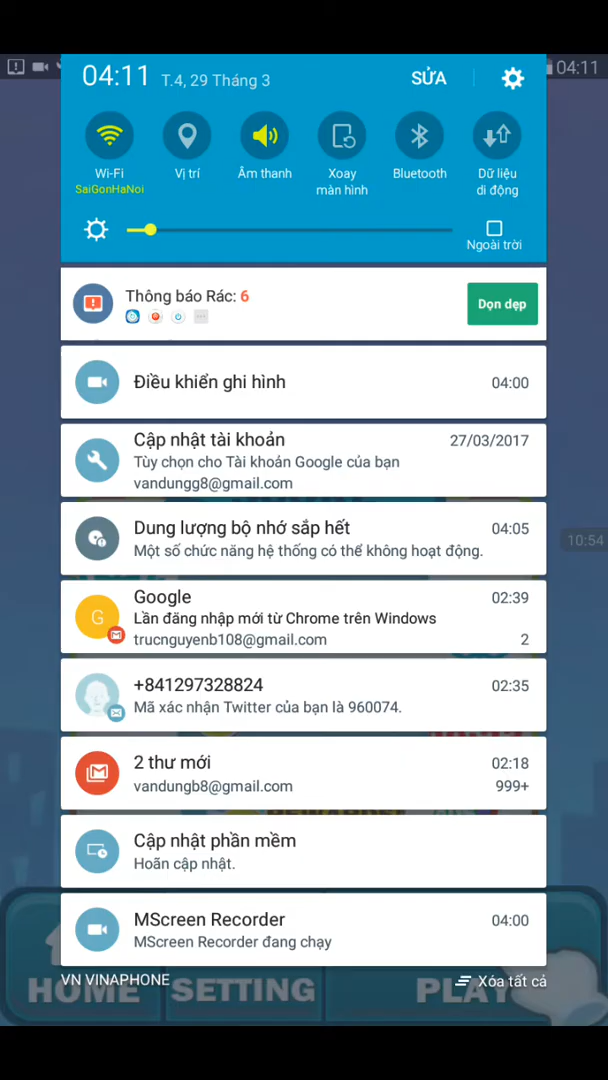 04:11
04:11 T.4, 29 Tháng 3 SỬA
Wi-Fi
SaiGonHaNoi
Vị trí
Âm thanh
Xoay
màn hình
Bluetooth
Dữ liệu
di động
Ngoài trời
Thông báo Rác: 6
Dọn dẹp
Điều khiển ghi hình 04:00
Cập nhật tài khoản 27/03/2017
Tùy chọn cho Tài khoản Google của bạn
vandungg8@gmail.com
Dung lượng bộ nhớ sắp hết 04:05
Một số chức năng hệ thống có thể không hoạt động.
10:54
Google 02:39
Lần đăng nhập mới từ Chrome trên Windows
trucnguyenb108@gmail.com 2
+841297328824 02:35
Mã xác nhận Twitter của bạn là 960074.
2 thư mới 02:18
vandungb8@gmail.com 999+
Cập nhật phần mềm
Hoãn cập nhật.
MScreen Recorder 04:00
MScreen Recorder đang chạy
VN VINAPHONE Xóa tất cả
HOME SETTING PLAY